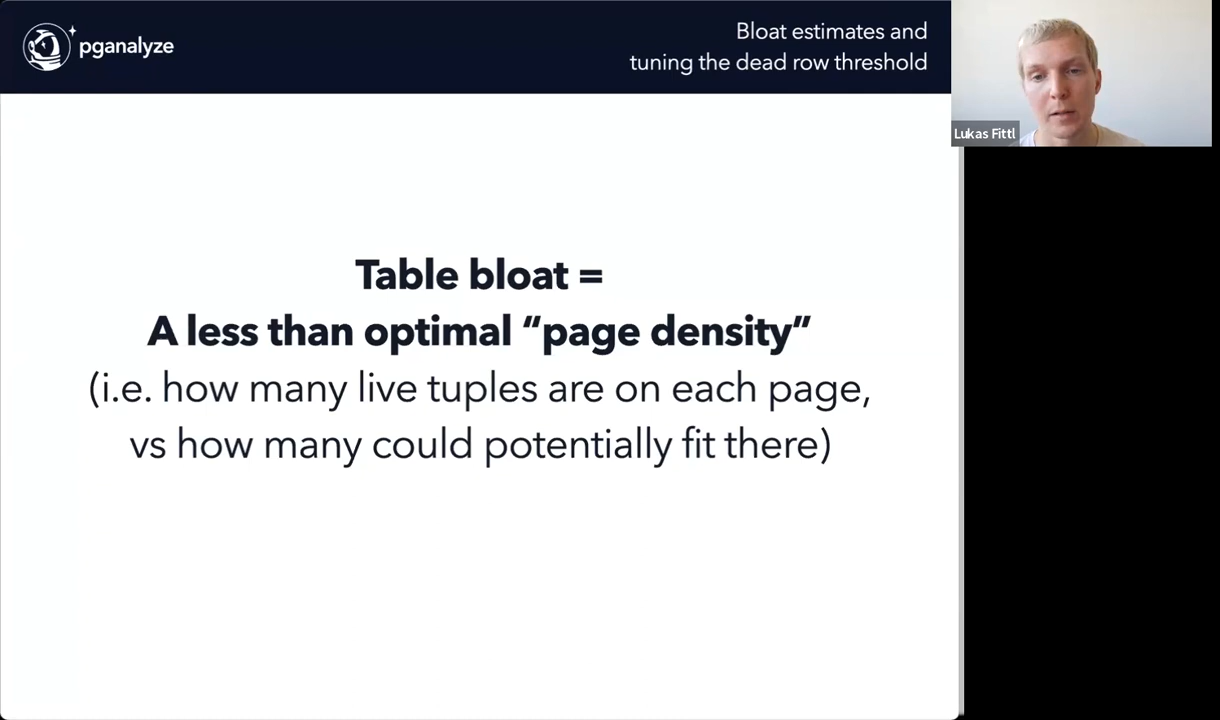 pganalyze
Bloat estimates and
tuning the dead row threshold
Lukas Fittl
Table bloat =
A less than optimal “page density”
(i.e. how many live tuples are on each page,
vs how many could potentially fit there)